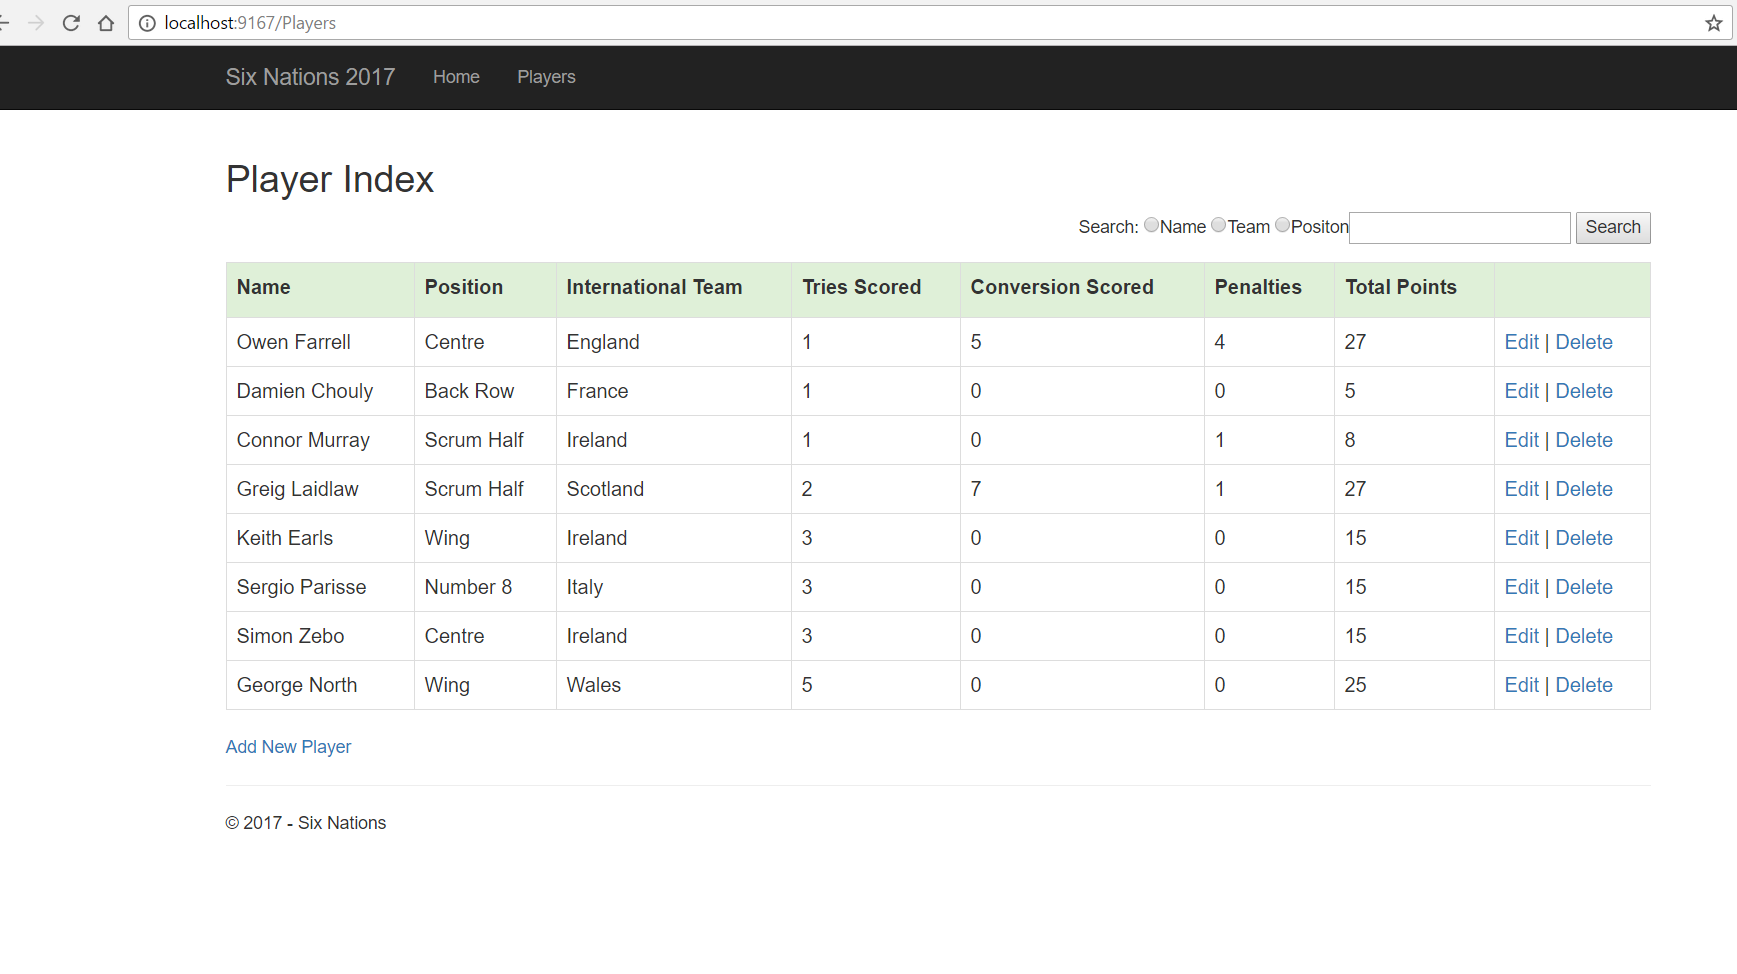 localhost:9167/Players
Six Nations 2017 Home Players
Player Index
Search: Name Team Positon Search
Name Position International Team Tries Scored Conversion Scored Penalties Total Points
Owen Farrell Centre England 1 5 4 27 Edit | Delete
Damien Chouly Back Row France 1 0 0 5 Edit | Delete
Connor Murray Scrum Half Ireland 1 0 1 8 Edit | Delete
Greig Laidlaw Scrum Half Scotland 2 7 1 27 Edit | Delete
Keith Earls Wing Ireland 3 0 0 15 Edit | Delete
Sergio Parisse Number 8 Italy 3 0 0 15 Edit | Delete
Simon Zebo Centre Ireland 3 0 0 15 Edit | Delete
George North Wing Wales 5 0 0 25 Edit | Delete
Add New Player
© 2017 - Six Nations